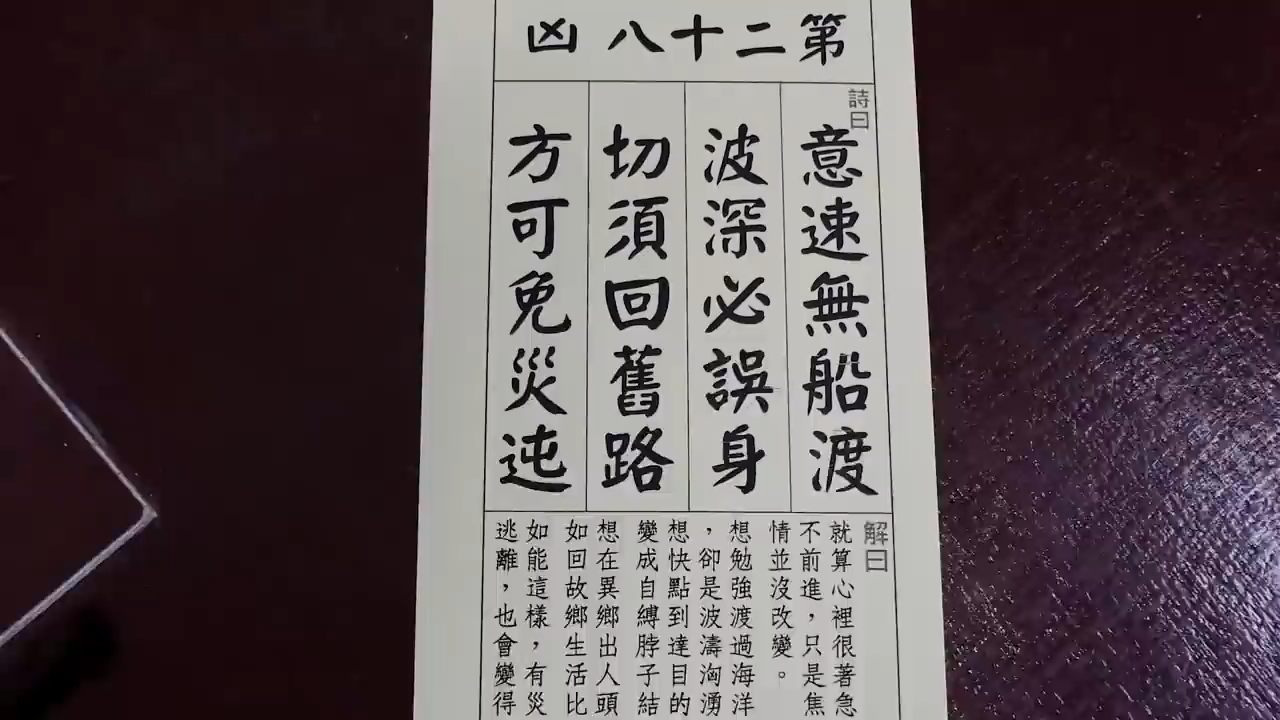 第二十八凶
詩曰
意速無船渡
波深必誤身
切須回舊路
方可免災迍
解曰
就算心裡很著急
不前進，只是焦
情並沒改變。
想勉強渡過海洋
，卻是波濤洶湧
想快點到達目的
變成自縛脖子結
想在異鄉出人頭
如回故鄉生活比
如能這樣，有災
逃離，也會變得